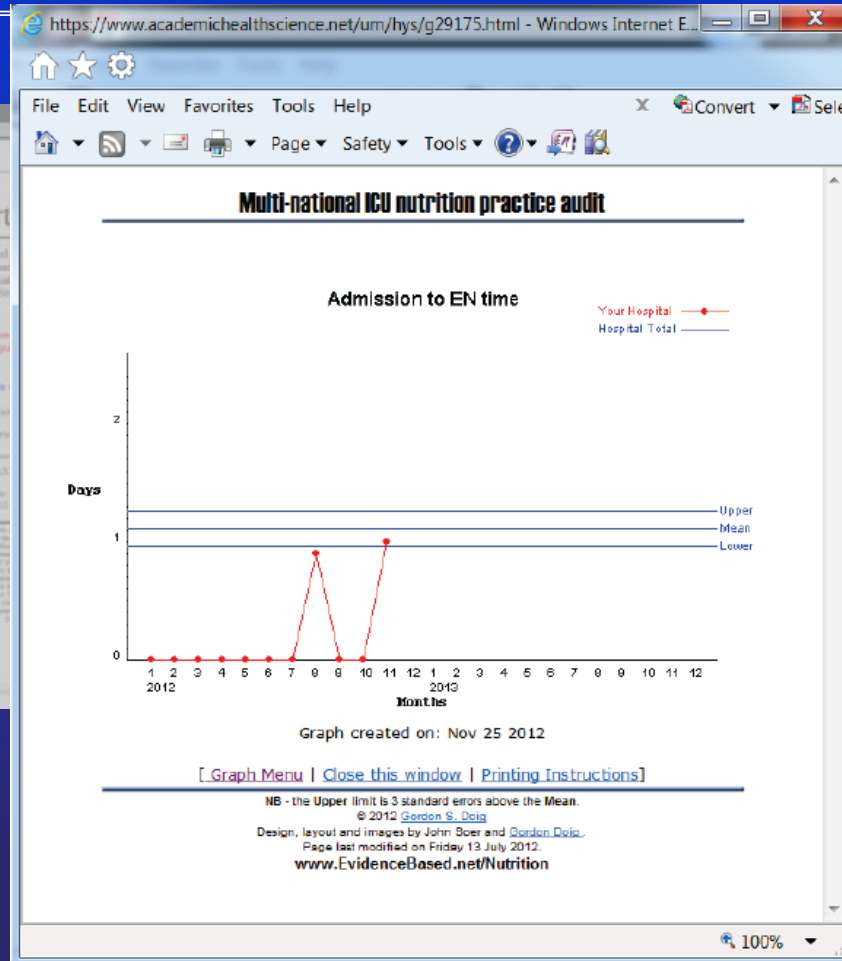 https://www.academichealthscience.net/um/hys/g29175.html - Windows Internet E...
File Edit View Favorites Tools Help
X Convert Sele
Page Safety Tools
Multi-national ICU nutrition practice audit
Admission to EN time
Your Hospital
Hospital Total
2
Days
Upper
Mean
1
Lower
0
1 2 3 4 5 6 7 8 9 10 11 12 1 2 3 4 5 6 7 8 9 10 11 12
2012 2013
Months
Graph created on: Nov 25 2012
[ Graph Menu | Close this window | Printing Instructions]
NB - the Upper limit is 3 standard errors above the Mean.
© 2012 Gordon S. Doig
Design, layout and images by John Soer and Gordon Doig.
Page last modified on Friday 13 July 2012.
www.EvidenceBased.net/Nutrition
100%